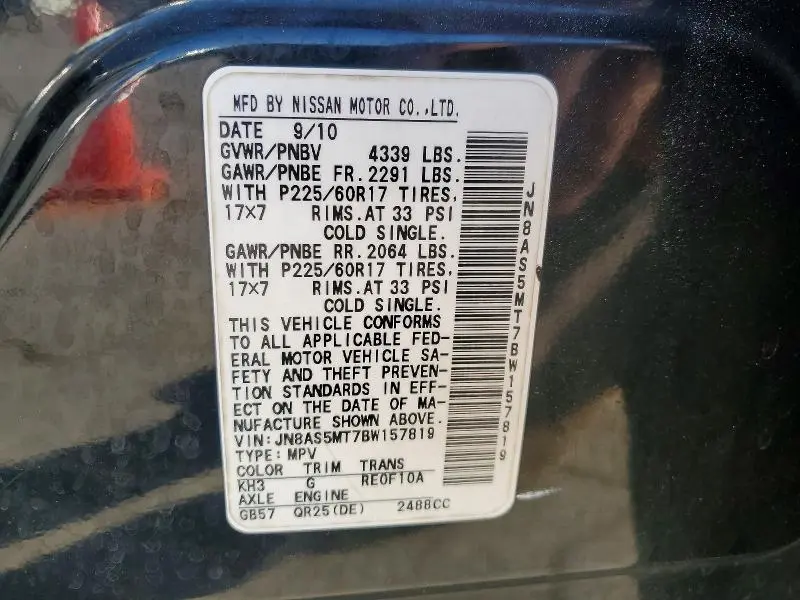 MFD BY NISSAN MOTOR CO.,LTD.
DATE 9/10
GVWR/PNBV 4339 LBS.
GAWR/PNBE FR. 2291 LBS.
WITH P225/60R17 TIRES,
17×7 RIMS. AT 33 PSI
COLD SINGLE.
GAWR/PNBE RR. 2064 LBS.
WITH P225/60R17 TIRES,
17×7 RIMS. AT 33 PSI
COLD SINGLE.
THIS VEHICLE CONFORMS
TO ALL APPLICABLE FED-
ERAL MOTOR VEHICLE SA-
FETY AND THEFT PREVEN-
TION STANDARDS IN EFF-
ECT ON THE DATE OF MA-
NUFACTURE SHOWN ABOVE.
VIN: JN8AS5MT7BW157819
TYPE: MPV
COLOR TRIM TRANS
KH3 G RE0F10A
AXLE ENGINE
GB57 QR25(DE) 2488CC
JN8AS5MT7BW157819